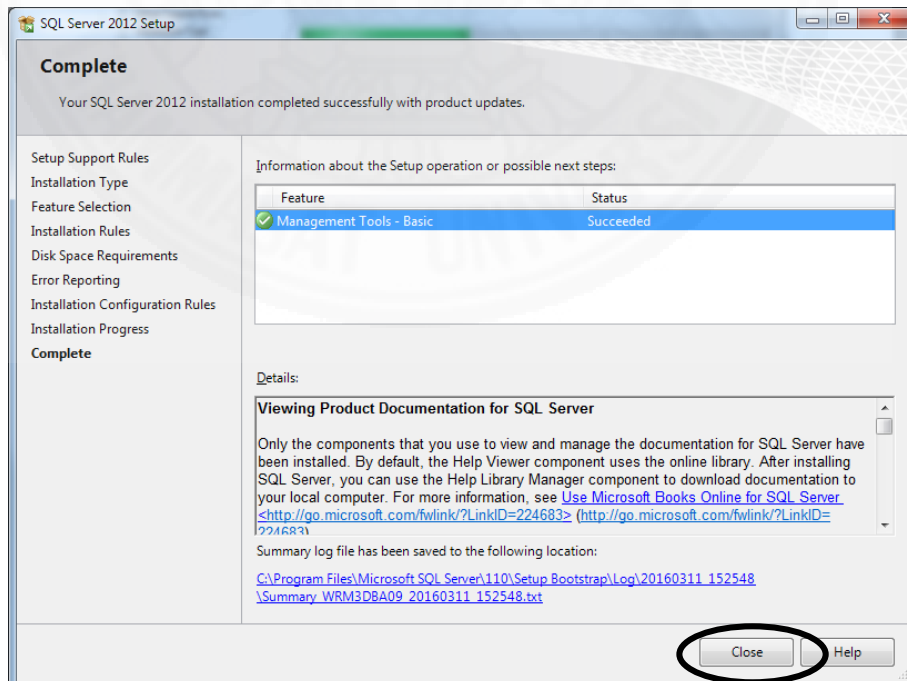 SQL Server 2012 Setup
Complete
Your SQL Server 2012 installation completed successfully with product updates.
Setup Support Rules
Installation Type
Feature Selection
Installation Rules
Disk Space Requirements
Error Reporting
Installation Configuration Rules
Installation Progress
Complete
Information about the Setup operation or possible next steps:
Feature Status
Management Tools - Basic Succeeded
Details:
Viewing Product Documentation for SQL Server
Only the components that you use to view and manage the documentation for SQL Server have
been installed. By default, the Help Viewer component uses the online library. After installing
SQL Server, you can use the Help Library Manager component to download documentation to
your local computer. For more information, see Use Microsoft Books Online for SQL Server
<http://go.microsoft.com/fwlink/?LinkID=224683> (http://go.microsoft.com/fwlink/?LinkID=
224683)
Summary log file has been saved to the following location:
C:\Program Files\Microsoft SQL Server\110\Setup Bootstrap\Log\20160311_152548
\Summary_WRM3DBA09_20160311_152548.txt
Close Help